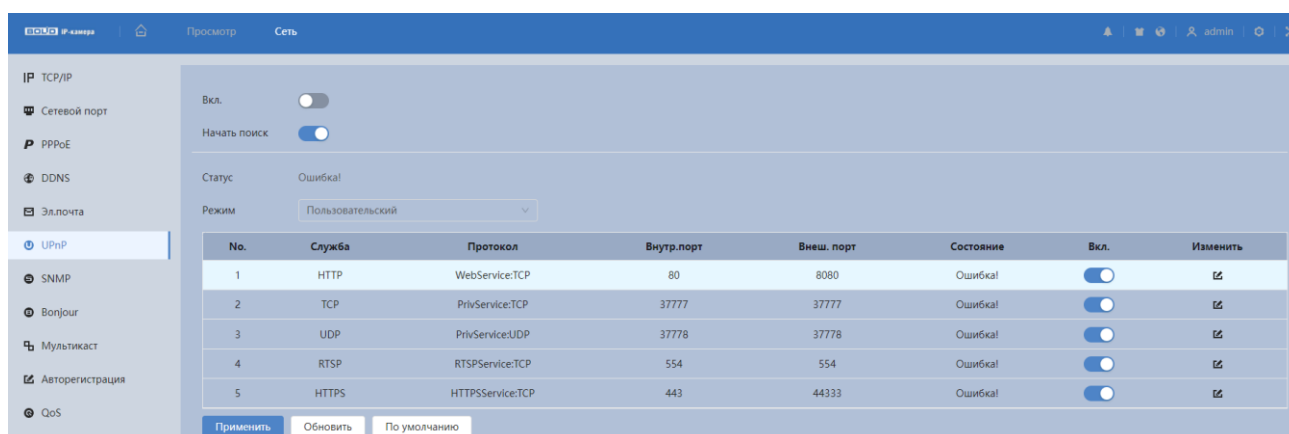 BOLID IP-камера Просмотр Сеть admin
IP TCP/IP
Сетевой порт
PPPoE
DDNS
Эл.почта
UPnP
SNMP
Bonjour
Мультикаст
Авторегистрация
QoS
Вкл.
Начать поиск
Статус Ошибка!
Режим Пользовательский
No. Служба Протокол Внутр.порт Внеш. порт Состояние Вкл. Изменить
1 HTTP WebService:TCP 80 8080 Ошибка!
2 TCP PrivService:TCP 37777 37777 Ошибка!
3 UDP PrivService:UDP 37778 37778 Ошибка!
4 RTSP RTSPService:TCP 554 554 Ошибка!
5 HTTPS HTTPSService:TCP 443 44333 Ошибка!
Применить Обновить По умолчанию